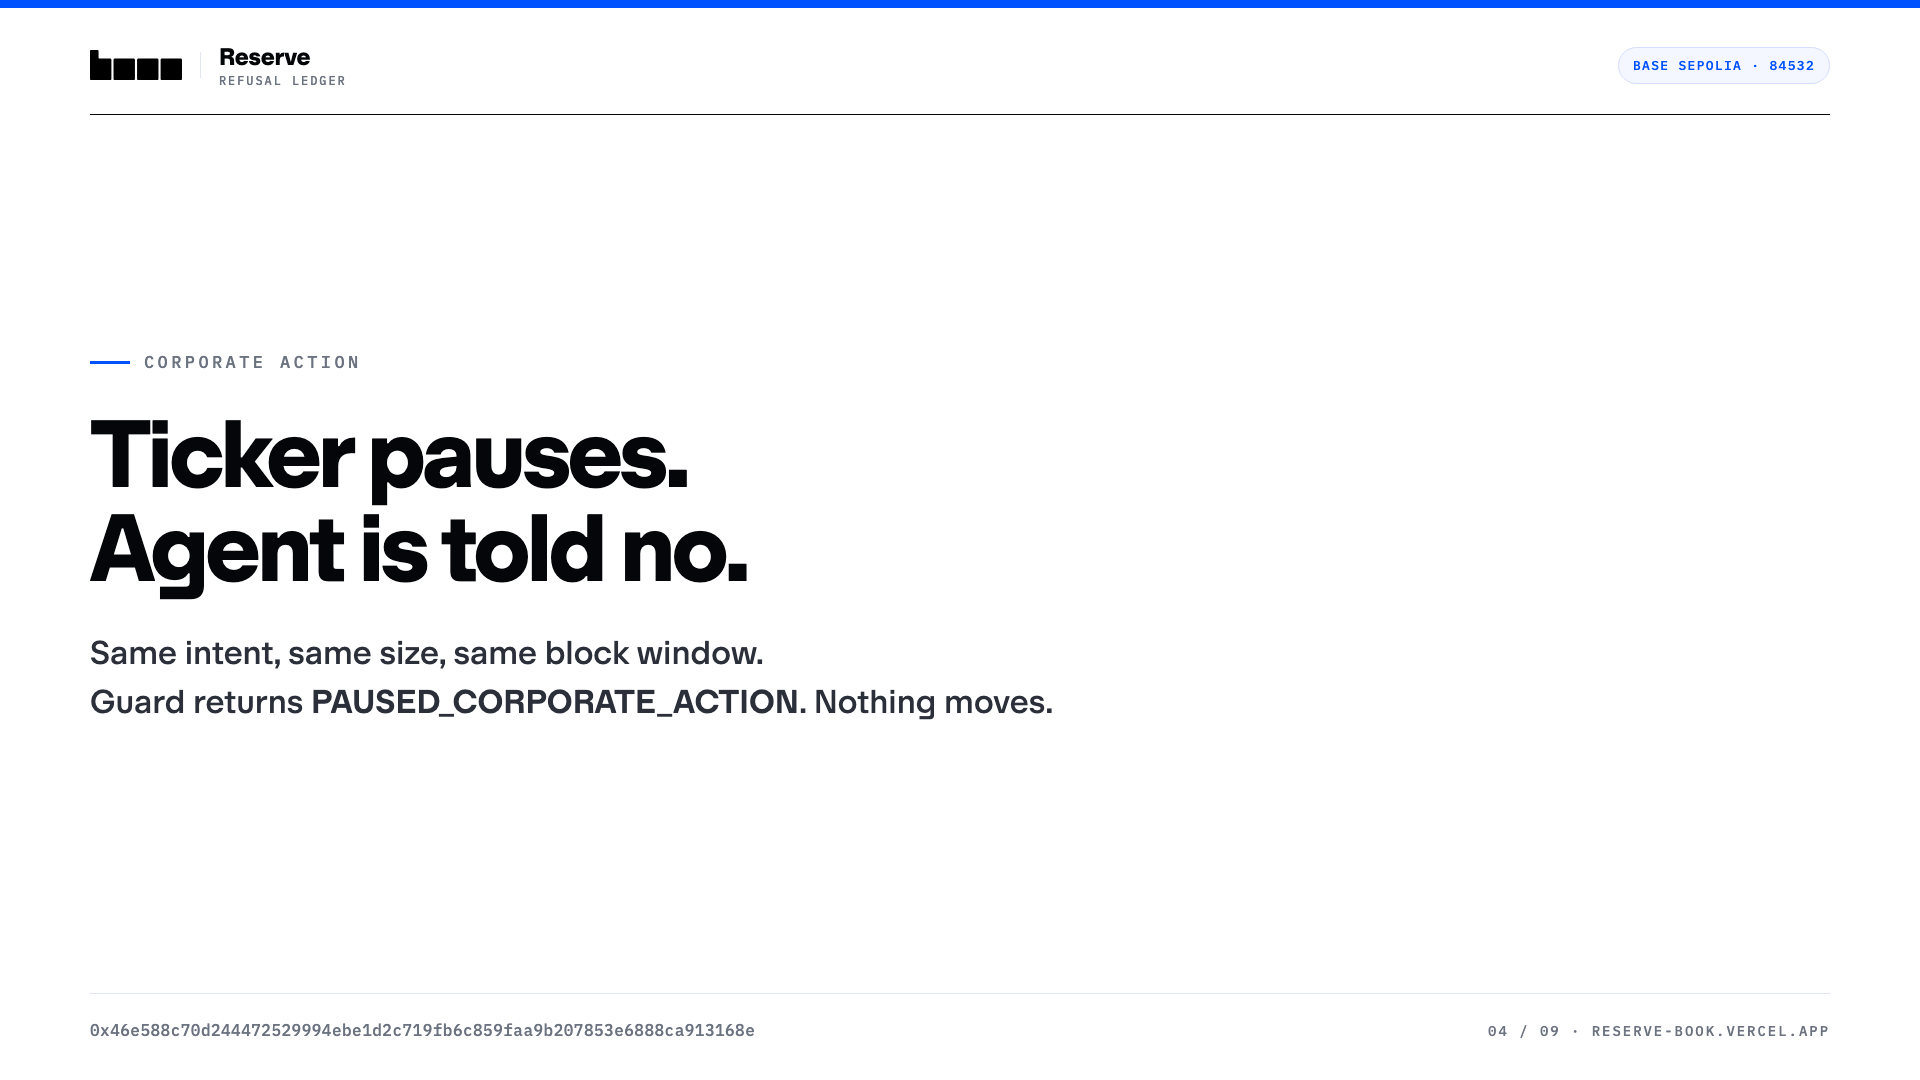 Reserve
REFUSAL LEDGER
BASE SEPOLIA · 84532
CORPORATE ACTION
Ticker pauses.
Agent is told no.
Same intent, same size, same block window.
Guard returns PAUSED_CORPORATE_ACTION. Nothing moves.
0x46e588c70d244472529994ebe1d2c719fb6c859faa9b207853e6888ca913168e
04 / 09 · RESERVE-BOOK.VERCEL.APP